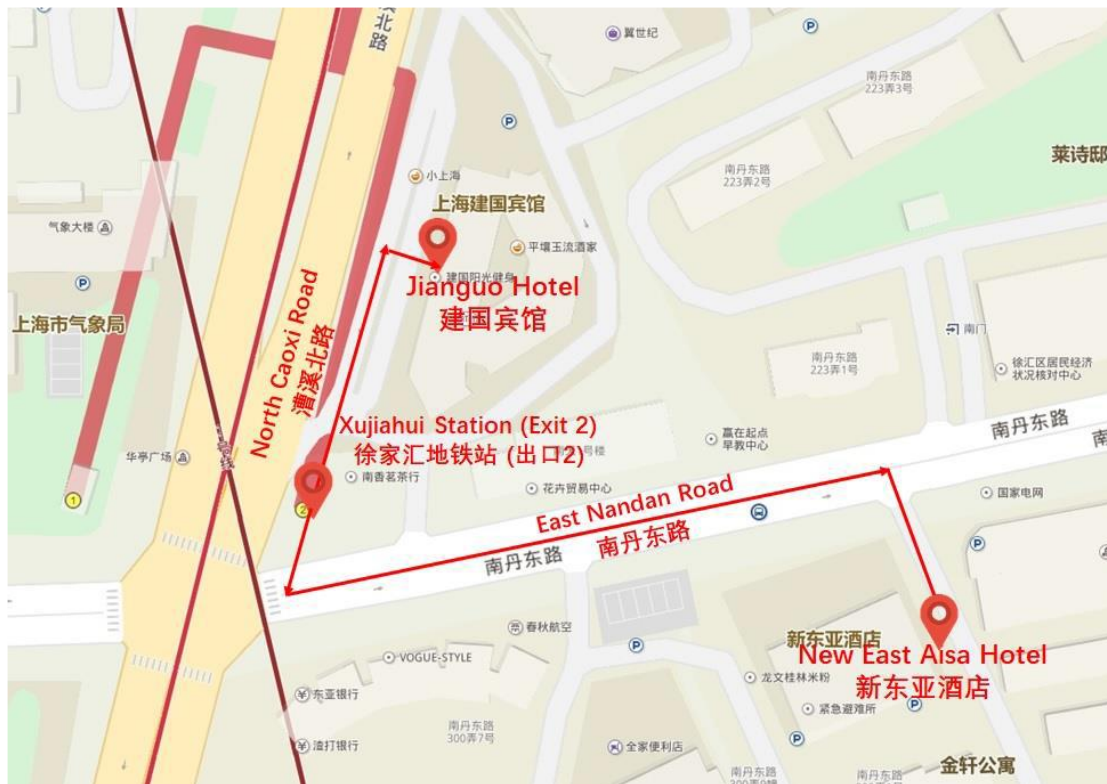 溪北路
翼世纪
P
南丹东路
223弄3号
P
莱诗邸
小上海
南丹东路
223弄2号
上海建国宾馆
气象大楼
平壤玉流酒家
建国阳光健身
P
Jianguo Hotel
建国宾馆
上海市气象局
North Caoxi Road
漕溪北路
南门
南丹东路
223弄1号
徐汇区居民经济
状况核对中心
Xujiahui Station (Exit 2)
徐家汇地铁站 (出口2)
号楼
赢在起点
早教中心
南丹东路
号线
华亭广场
南香茗茶行
花卉贸易中心
1
2
East Nandan Road
南丹东路
国家电网
南丹东路
P
春秋航空
P
VOGUE-STYLE
新东亚酒店
New East Aisa Hotel
新东亚酒店
龙文桂林米粉
东亚银行
紧急避难所
P
南丹东路
300弄7号
渣打银行
全家便利店
P
金轩公寓
南丹东路